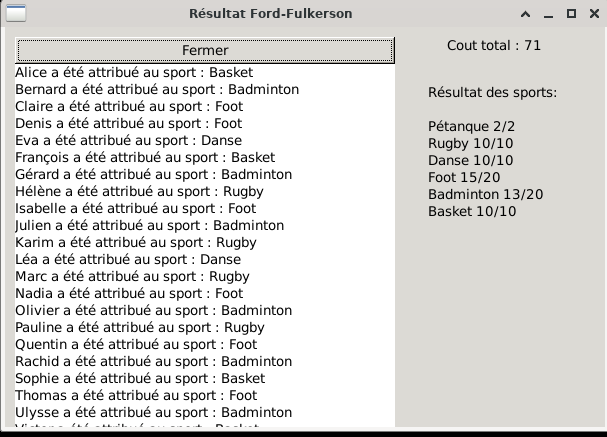 Résultat Ford-Fulkerson
Fermer
Alice a été attribué au sport : Basket
Bernard a été attribué au sport : Badminton
Claire a été attribué au sport : Foot
Denis a été attribué au sport : Foot
Eva a été attribué au sport : Danse
François a été attribué au sport : Basket
Gérard a été attribué au sport : Badminton
Hélène a été attribué au sport : Rugby
Isabelle a été attribué au sport : Foot
Julien a été attribué au sport : Badminton
Karim a été attribué au sport : Rugby
Léa a été attribué au sport : Danse
Marc a été attribué au sport : Rugby
Nadia a été attribué au sport : Foot
Olivier a été attribué au sport : Badminton
Pauline a été attribué au sport : Rugby
Quentin a été attribué au sport : Foot
Rachid a été attribué au sport : Badminton
Sophie a été attribué au sport : Basket
Thomas a été attribué au sport : Foot
Ulysse a été attribué au sport : Badminton
Cout total : 71
Résultat des sports:
Pétanque 2/2
Rugby 10/10
Danse 10/10
Foot 15/20
Badminton 13/20
Basket 10/10